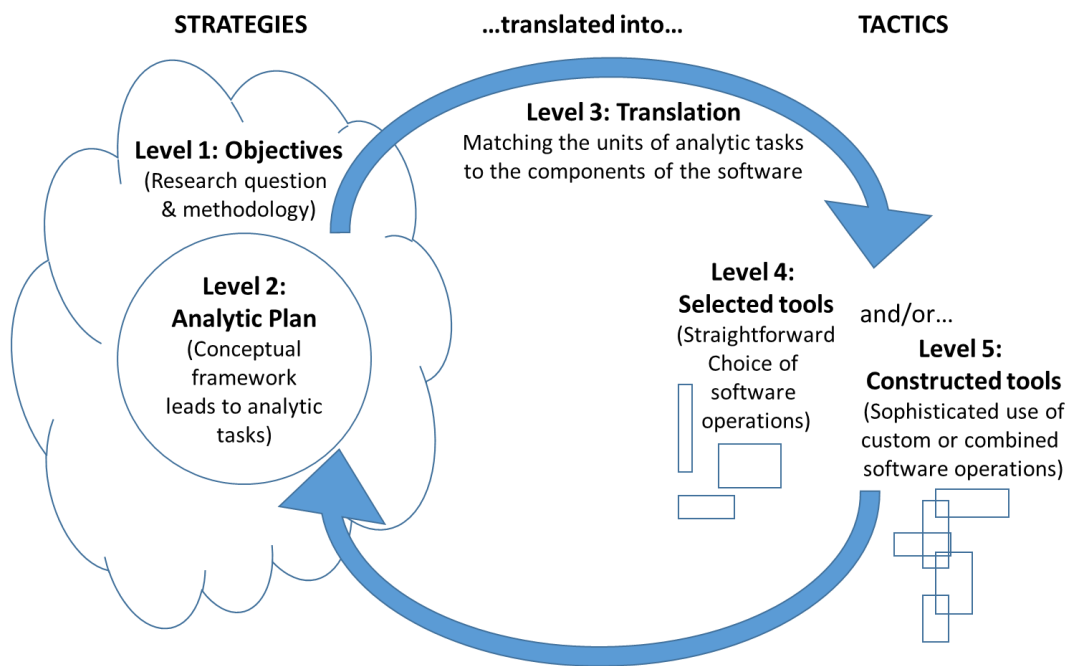 STRATEGIES
…translated into…
TACTICS
Level 1: Objectives
(Research question
& methodology)
Level 2:
Analytic Plan
(Conceptual
framework
leads to analytic
tasks)
Level 3: Translation
Matching the units of analytic tasks
to the components of the software
Level 4:
Selected tools
(Straightforward
Choice of
software
operations)
and/or…
Level 5:
Constructed tools
(Sophisticated use of
custom or combined
software operations)